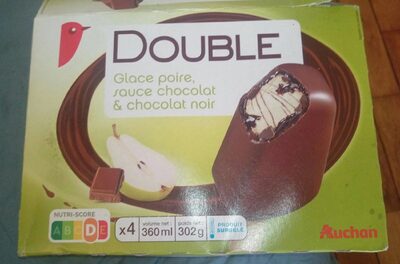 DOUBLE
Glace poire,
sauce chocolat
& chocolat noir
NUTRI-SCORE
A B C D E
x4
volume net :
360 ml
poids net :
302 g
PRODUIT
SURGELÉ
Auchan